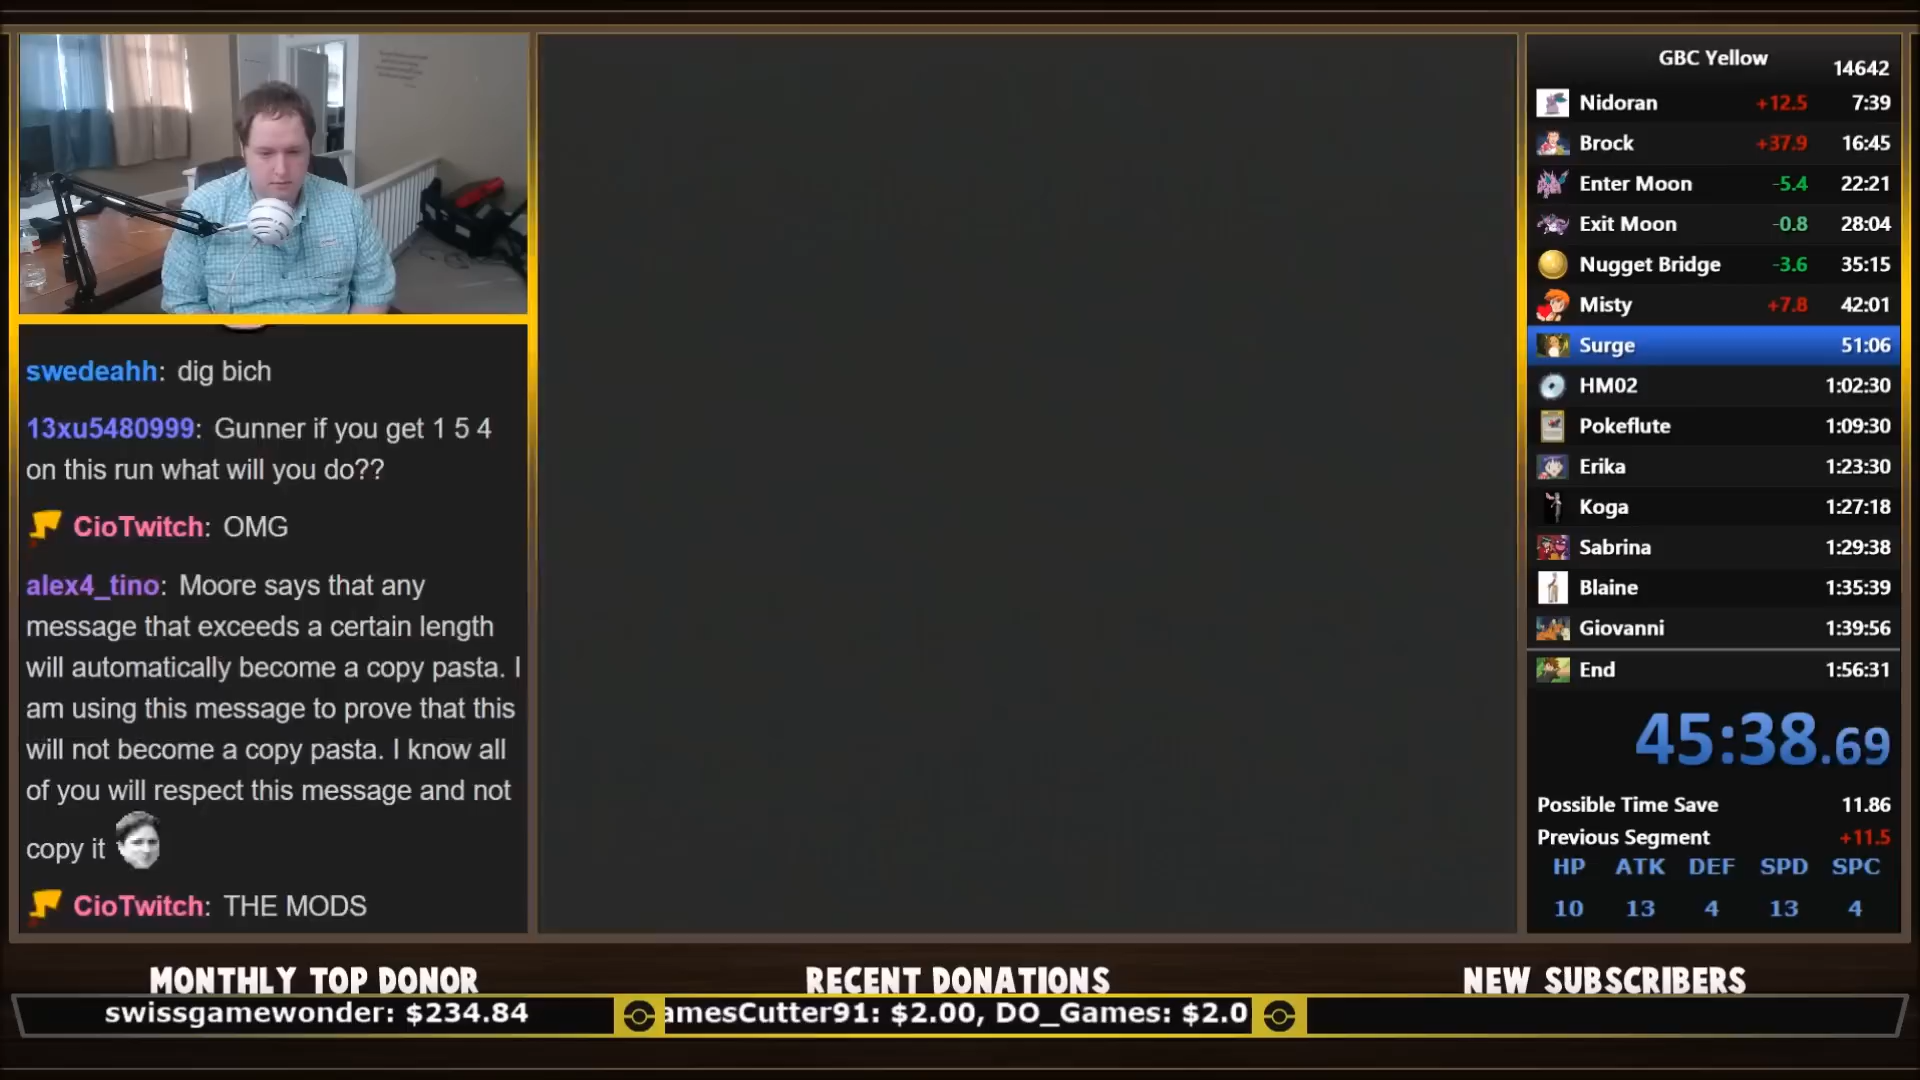 swedeahh: dig bich
13xu5480999: Gunner if you get 1 5 4
on this run what will you do??
CioTwitch: OMG
alex4_tino: Moore says that any
message that exceeds a certain length
will automatically become a copy pasta. I
am using this message to prove that this
will not become a copy pasta. I know all
of you will respect this message and not
copy it
CioTwitch: THE MODS
GBC Yellow
14642
Nidoran +12.5 7:39
Brock +37.9 16:45
Enter Moon -5.4 22:21
Exit Moon -0.8 28:04
Nugget Bridge -3.6 35:15
Misty +7.8 42:01
Surge 51:06
HM02 1:02:30
Pokeflute 1:09:30
Erika 1:23:30
Koga 1:27:18
Sabrina 1:29:38
Blaine 1:35:39
Giovanni 1:39:56
End 1:56:31
45:38.69
Possible Time Save 11.86
Previous Segment +11.5
HP ATK DEF SPD SPC
10 13 4 13 4
MONTHLY TOP DONOR
swissgamewonder: $234.84
RECENT DONATIONS
amesCutter91: $2.00, DO_Games: $2.0
NEW SUBSCRIBERS